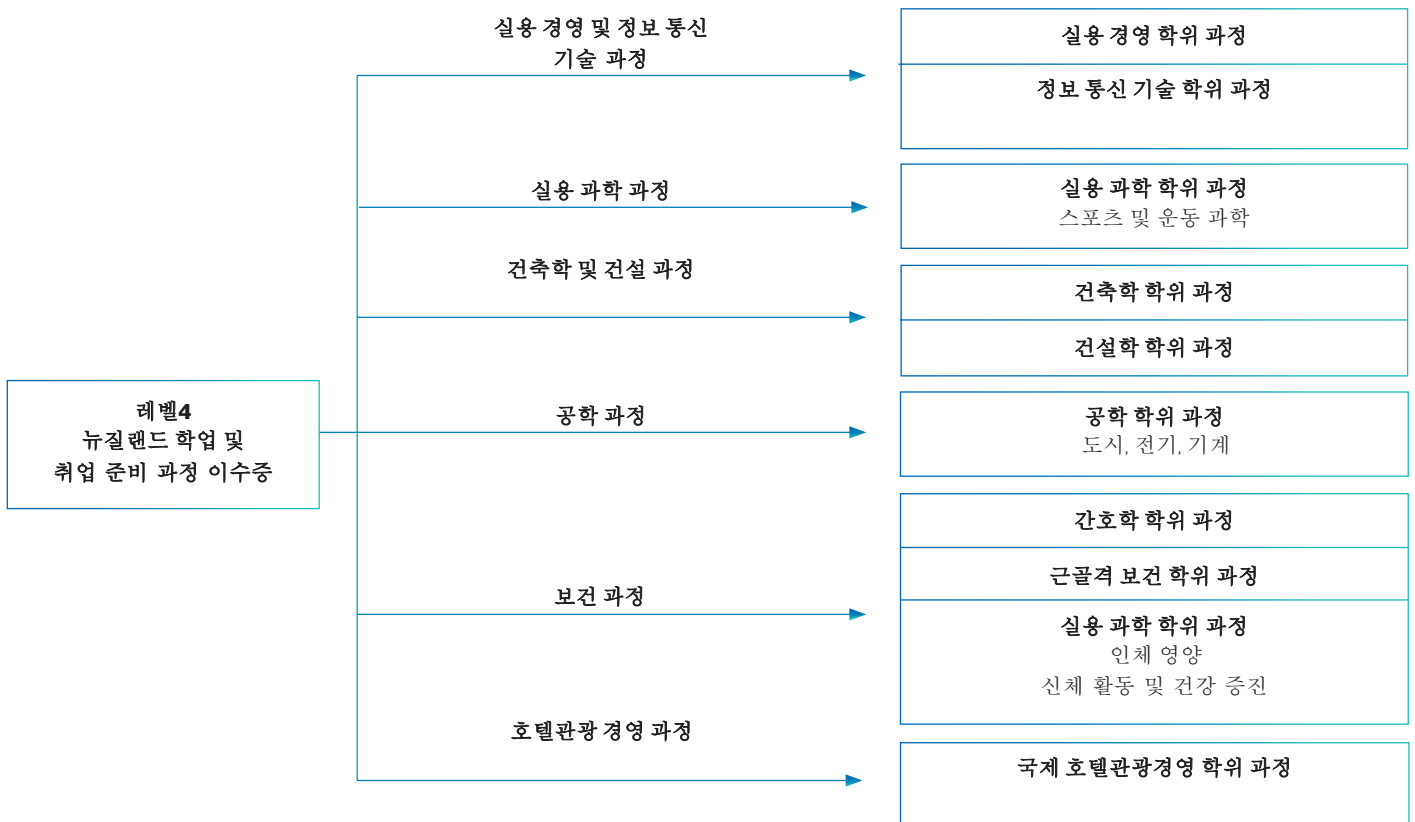 실용 경영 및 정보 통신
기술 과정
실용 경영 학위 과정
정보 통신 기술 학위 과정
실용 과학 과정
실용 과학 학위 과정
스포츠 및 운동 과학
건축학 및 건설 과정
건축학 학위 과정
건설학 학위 과정
레벨4
뉴질랜드 학업 및
취업 준비 과정 이수증
공학 과정
공학 학위 과정
도시, 전기, 기계
보건 과정
간호학 학위 과정
근골격 보건 학위 과정
실용 과학 학위 과정
인체 영양
신체 활동 및 건강 증진
호텔관광 경영 과정
국제 호텔관광경영 학위 과정